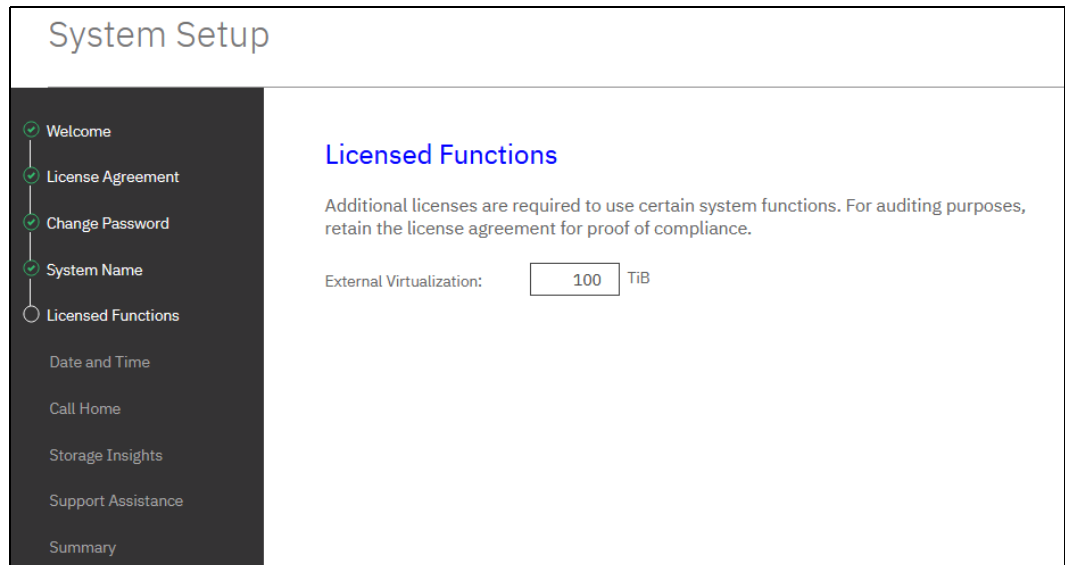 System Setup
Welcome
License Agreement
Change Password
System Name
Licensed Functions
Date and Time
Call Home
Storage Insights
Support Assistance
Summary
Licensed Functions
Additional licenses are required to use certain system functions. For auditing purposes,
retain the license agreement for proof of compliance.
External Virtualization: 100 TiB